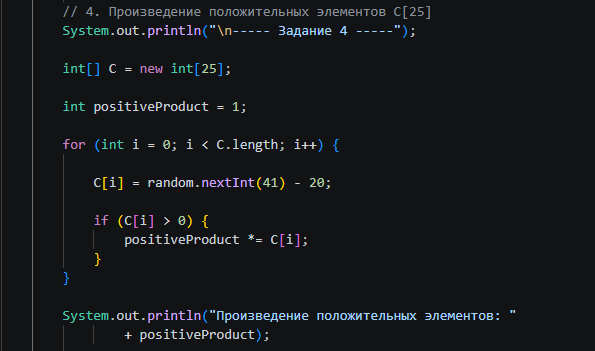 // 4. Произведение положительных элементов C[25]
System.out.println("\n----- Задание 4 -----");
int[] C = new int[25];
int positiveProduct = 1;
for (int i = 0; i < C.length; i++) {
C[i] = random.nextInt(41) - 20;
if (C[i] > 0) {
positiveProduct *= C[i];
}
}
System.out.println("Произведение положительных элементов: "
+ positiveProduct);